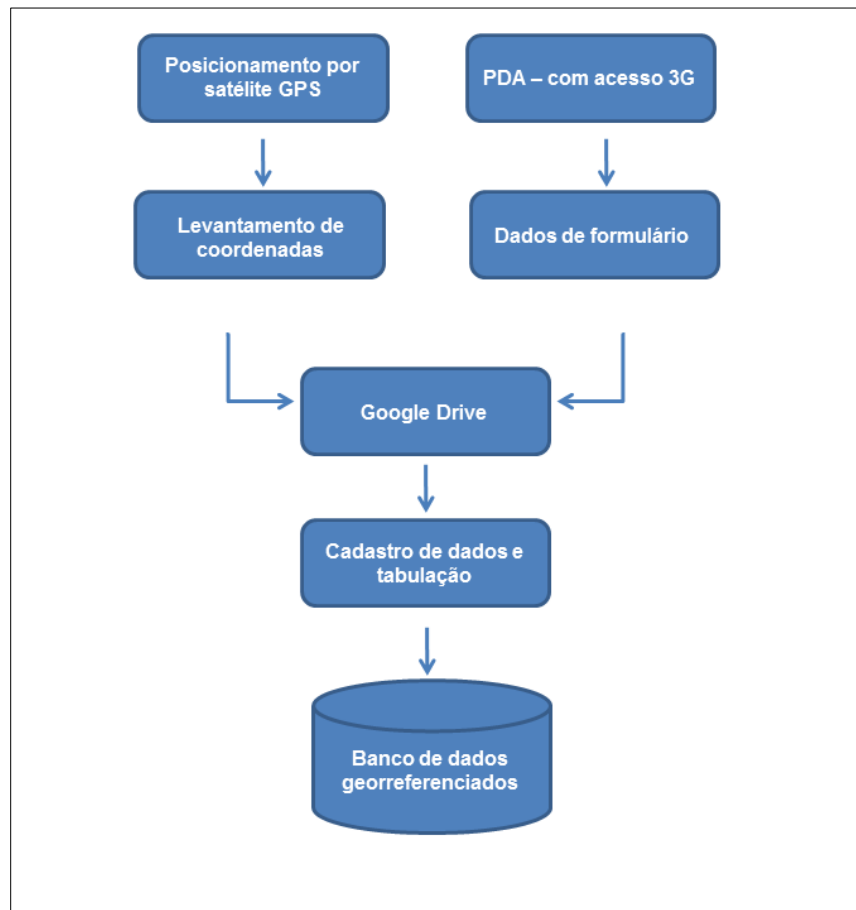 Posicionamento por
satélite GPS
PDA – com acesso 3G
Levantamento de
coordenadas
Dados de formulário
Google Drive
Cadastro de dados e
tabulação
Banco de dados
georreferenciados